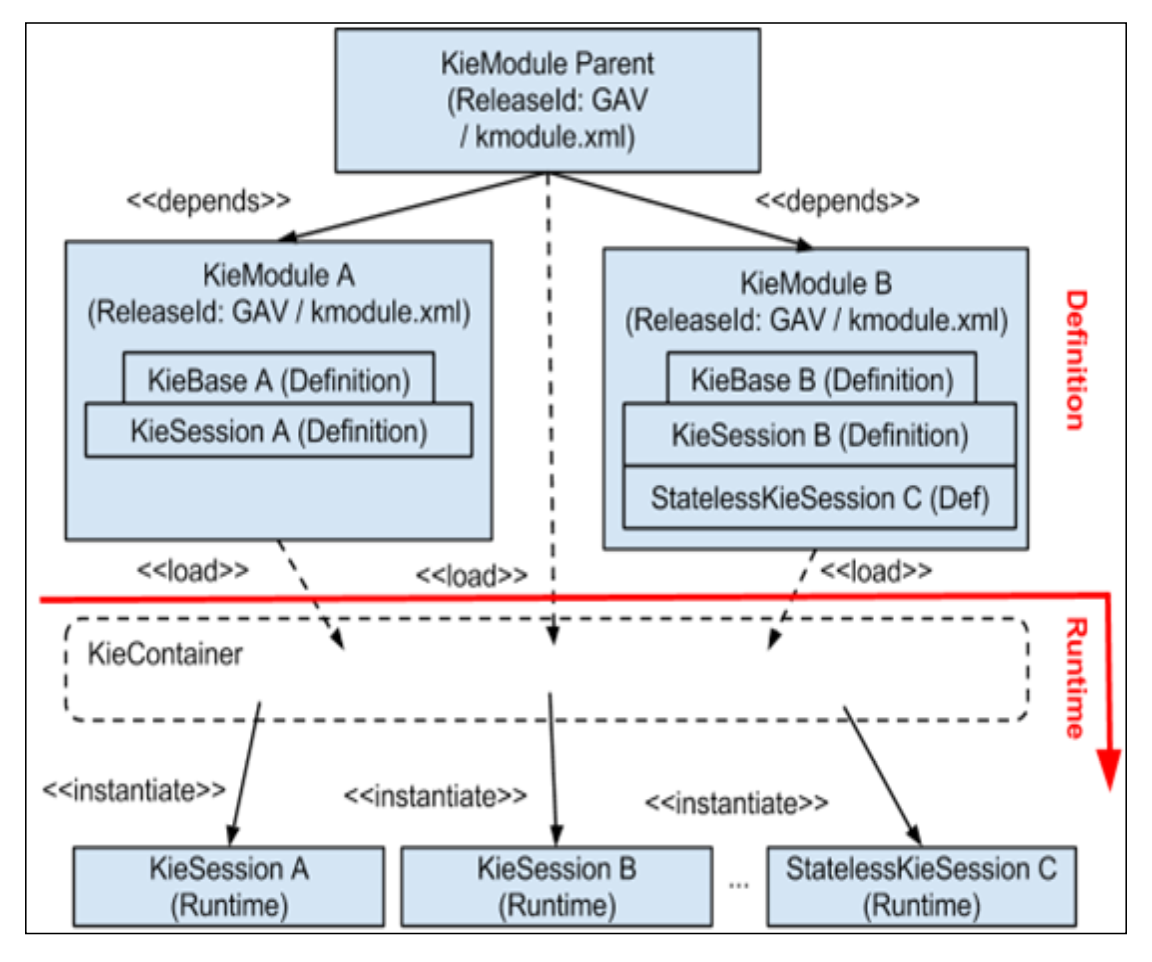 KieModule Parent
(ReleaseId: GAV
/ kmodule.xml)
<<depends>>
<<depends>>
KieModule A
(ReleaseId: GAV / kmodule.xml)
KieBase A (Definition)
KieSession A (Definition)
KieModule B
(ReleaseId: GAV / kmodule.xml)
KieBase B (Definition)
KieSession B (Definition)
StatelessKieSession C (Def)
Definition
<<load>>
<<load>>
<<load>>
KieContainer
Runtime
<<instantiate>>
<<instantiate>>
<<instantiate>>
KieSession A
(Runtime)
KieSession B
(Runtime)
...
StatelessKieSession C
(Runtime)